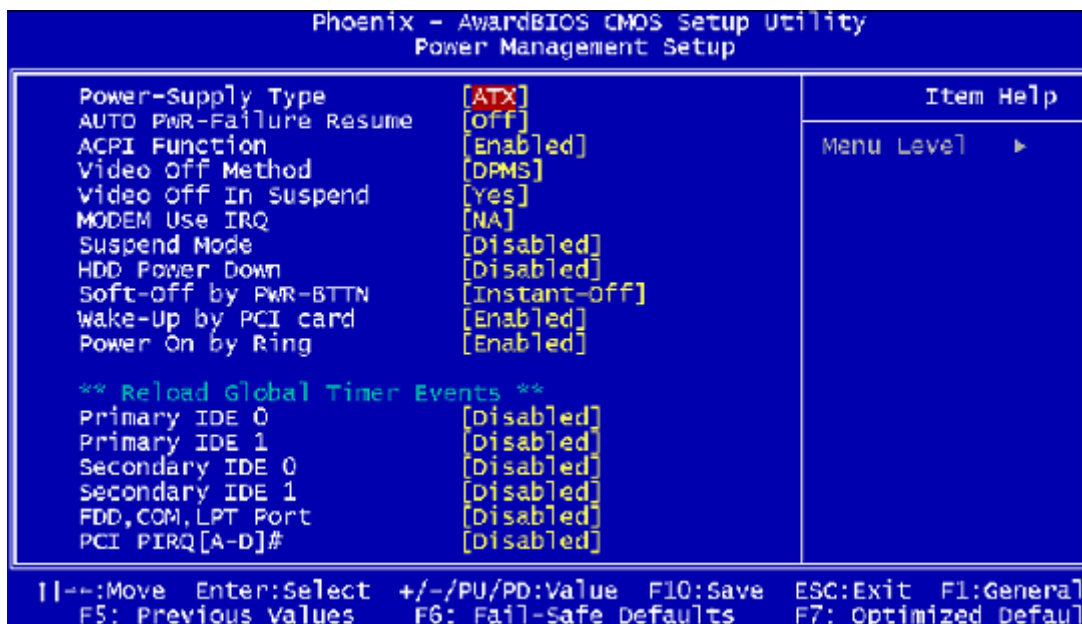 Phoenix - AwardBIOS CMOS Setup Utility
Power Management Setup
Power-Supply Type [ATX]
AUTO PWR-Failure Resume [Off]
ACPI Function [Enabled]
Video Off Method [DPMS]
Video Off In Suspend [Yes]
MODEM Use IRQ [NA]
Suspend Mode [Disabled]
HDD Power Down [Disabled]
Soft-Off by PWR-BTTN [Instant-Off]
Wake-Up by PCI card [Enabled]
Power On by Ring [Enabled]
** Reload Global Timer Events **
Primary IDE 0 [Disabled]
Primary IDE 1 [Disabled]
Secondary IDE 0 [Disabled]
Secondary IDE 1 [Disabled]
FDD,COM,LPT Port [Disabled]
PCI PIRQ[A-D]# [Disabled]
Item Help
Menu Level ▶
↑↓→←:Move Enter:Select +/-/PU/PD:Value F10:Save ESC:Exit F1:General
F5: Previous Values F6: Fail-Safe Defaults F7: Optimized Defaul